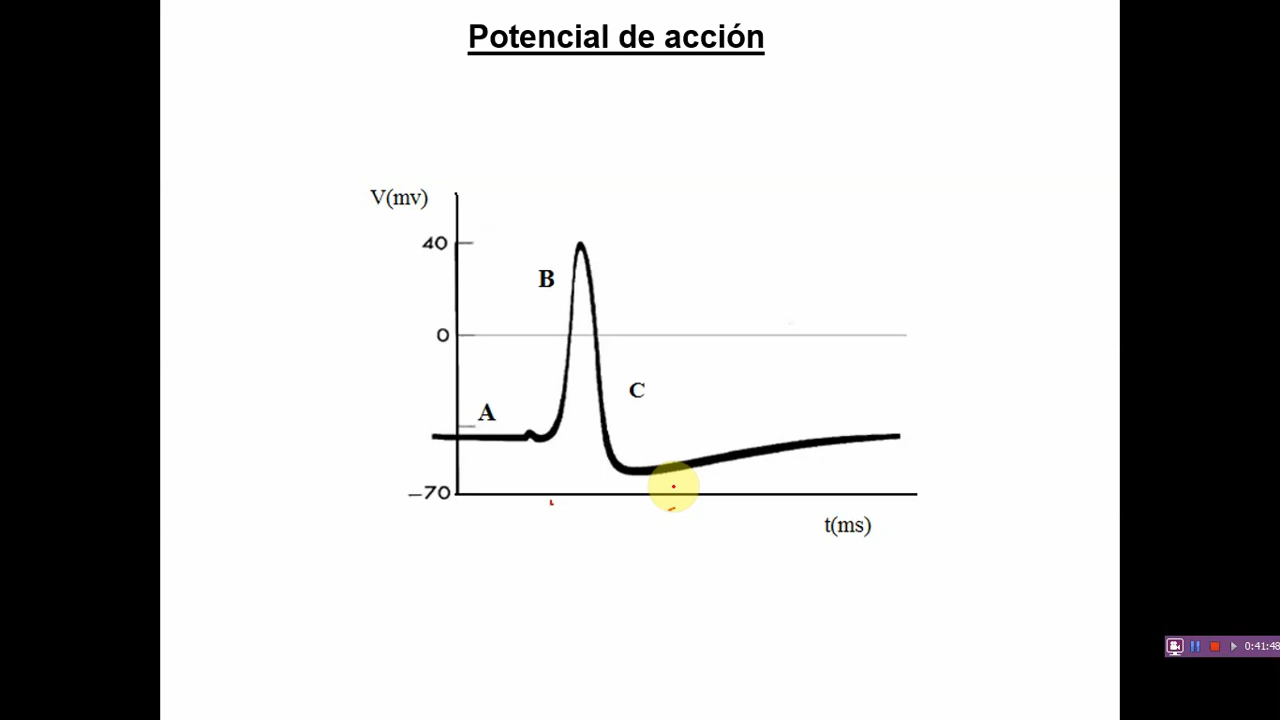 Potencial de acción
V(mv)
40
B
0
C
A
–70
t(ms)
0:41:48